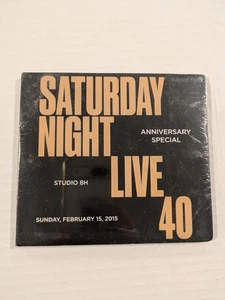 SATURDAY
NIGHT
ANNIVERSARY
SPECIAL
STUDIO 8H
LIVE
40
SUNDAY, FEBRUARY 15, 2015